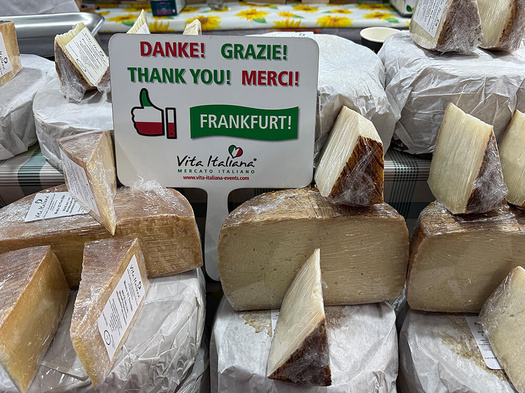 DANKE! GRAZIE!
THANK YOU! MERCI!
FRANKFURT!
Vita Italiana®
MERCATO ITALIANO
www.vita-italiana-events.com